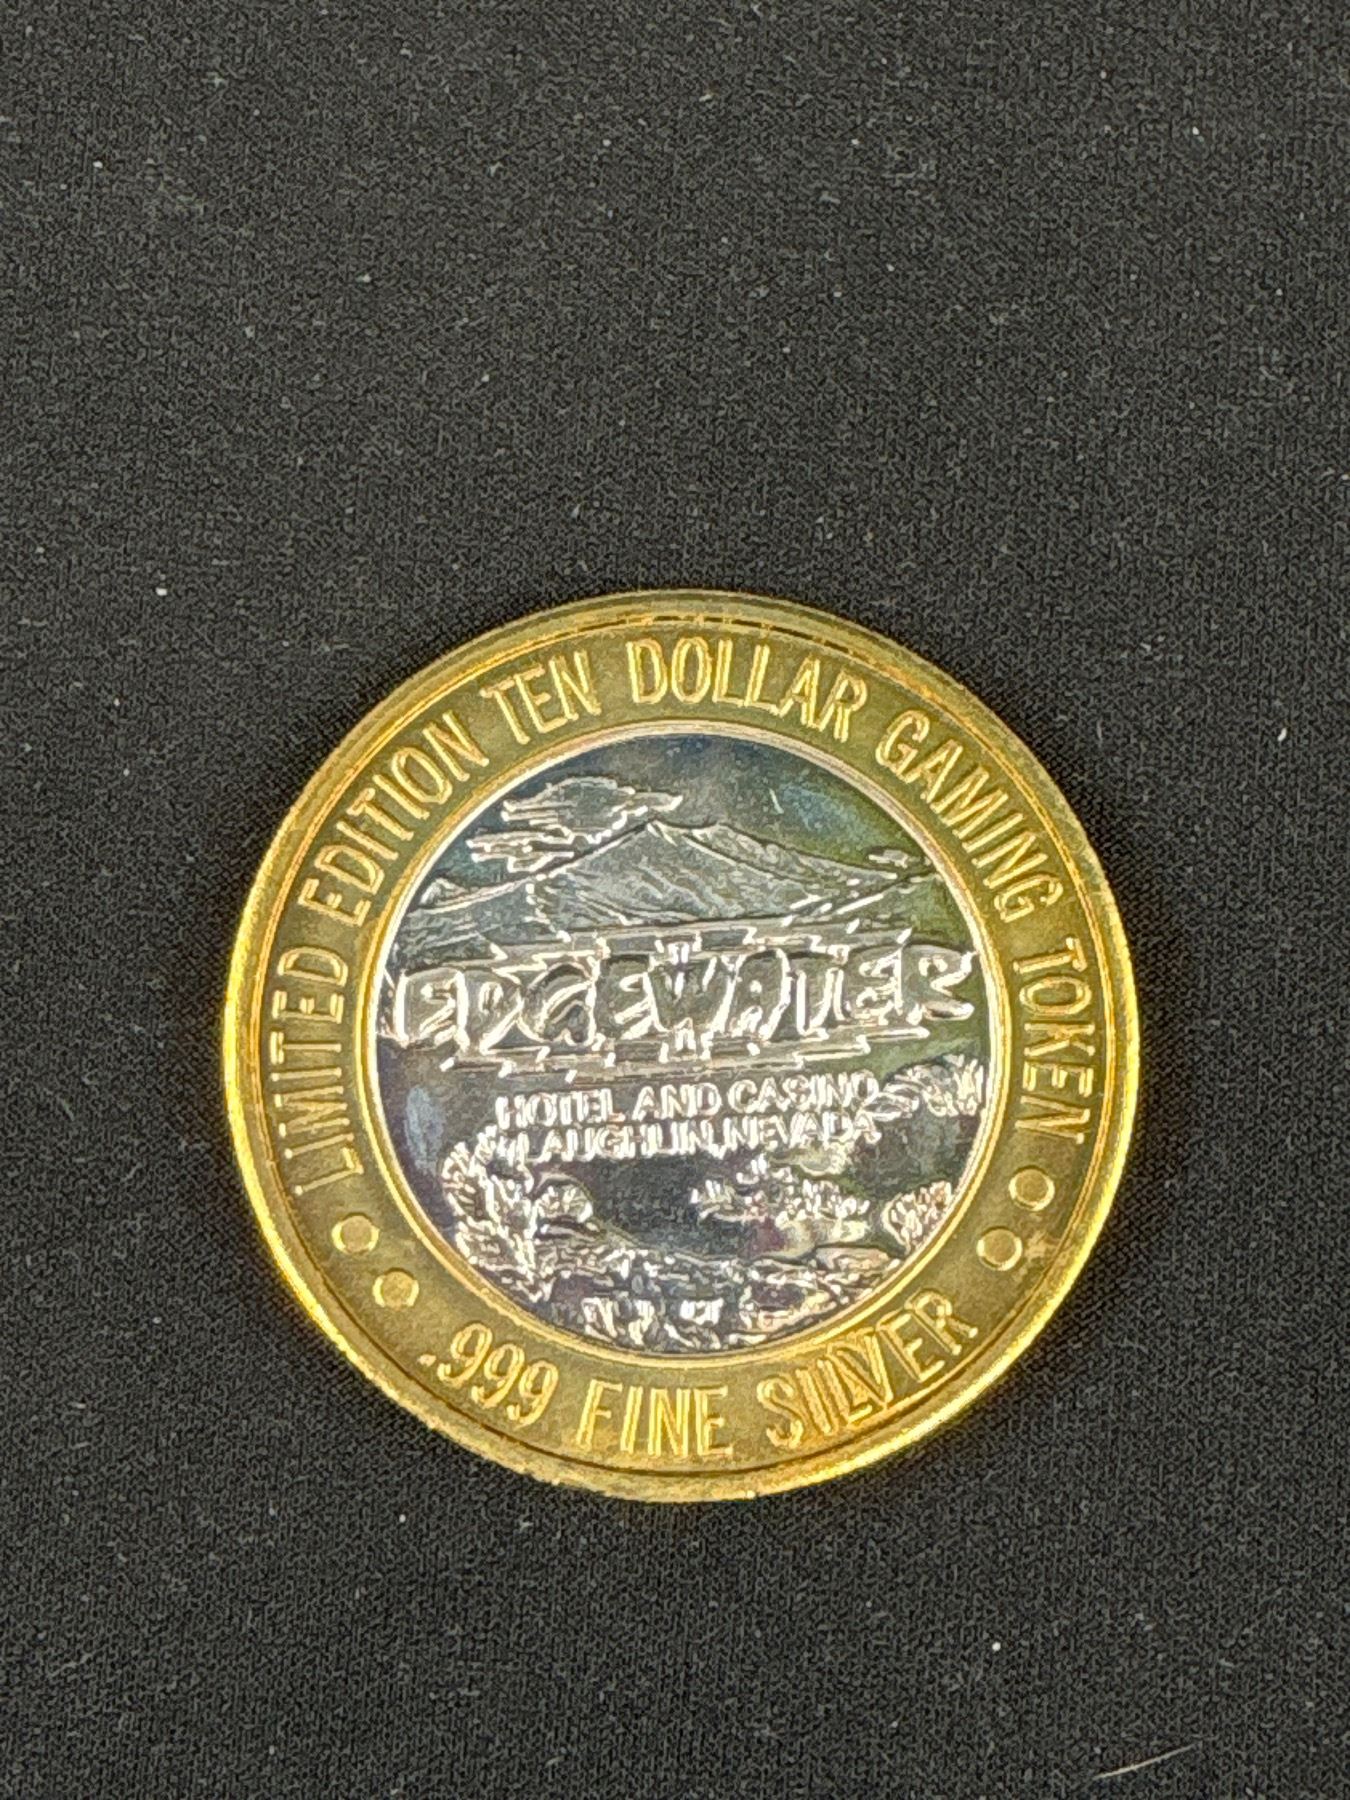 LIMITED EDITION TEN DOLLAR GAMING TOKEN
EDGEWATER
HOTEL AND CASINO
LAUGHLIN, NEVADA
.999 FINE SILVER